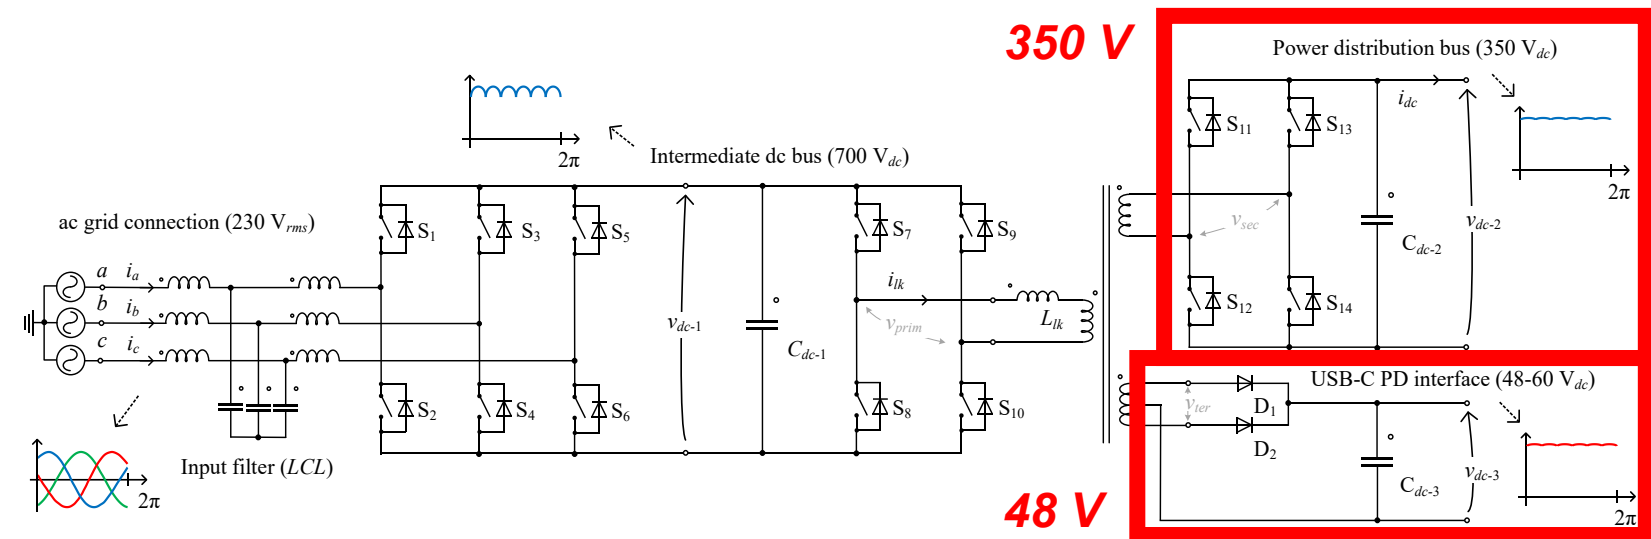 350 V
Power distribution bus (350 Vdc)
idc
S11
S13
vdc-2
2π
vsec
Cdc-2
S12
S14
2π
Intermediate dc bus (700 Vdc)
ac grid connection (230 Vrms)
S1
S3
S5
S7
S9
a
ia
b
ib
c
ic
vdc-1
Cdc-1
ilk
vprim
Llk
S2
S4
S6
S8
S10
Input filter (LCL)
2π
48 V
USB-C PD interface (48-60 Vdc)
vter
D1
D2
Cdc-3
vdc-3
2π